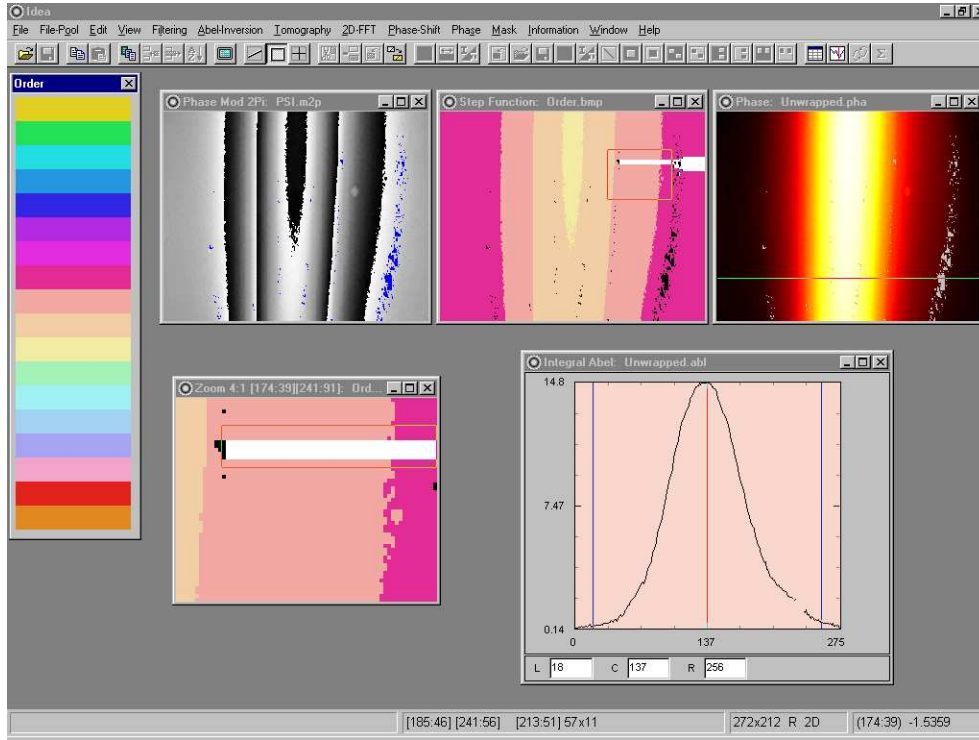 Idea
File File-Pool Edit View Filtering Abel-Inversion Tomography 2D-FFT Phase-Shift Phase Mask Information Window Help
Order
Phase Mod 2Pi: PSI.m2p
Step Function: Order.bmp
Phase: Unwrapped.pha
Zoom 4:1 [174:39][241:91]: Ord...
Integral Abel: Unwrapped.abl
14.8
7.47
0.14
0 137 275
L 18 C 137 R 256
[185:46] [241:56] [213:51] 57x11 272x212 R 2D (174:39) -1.5359